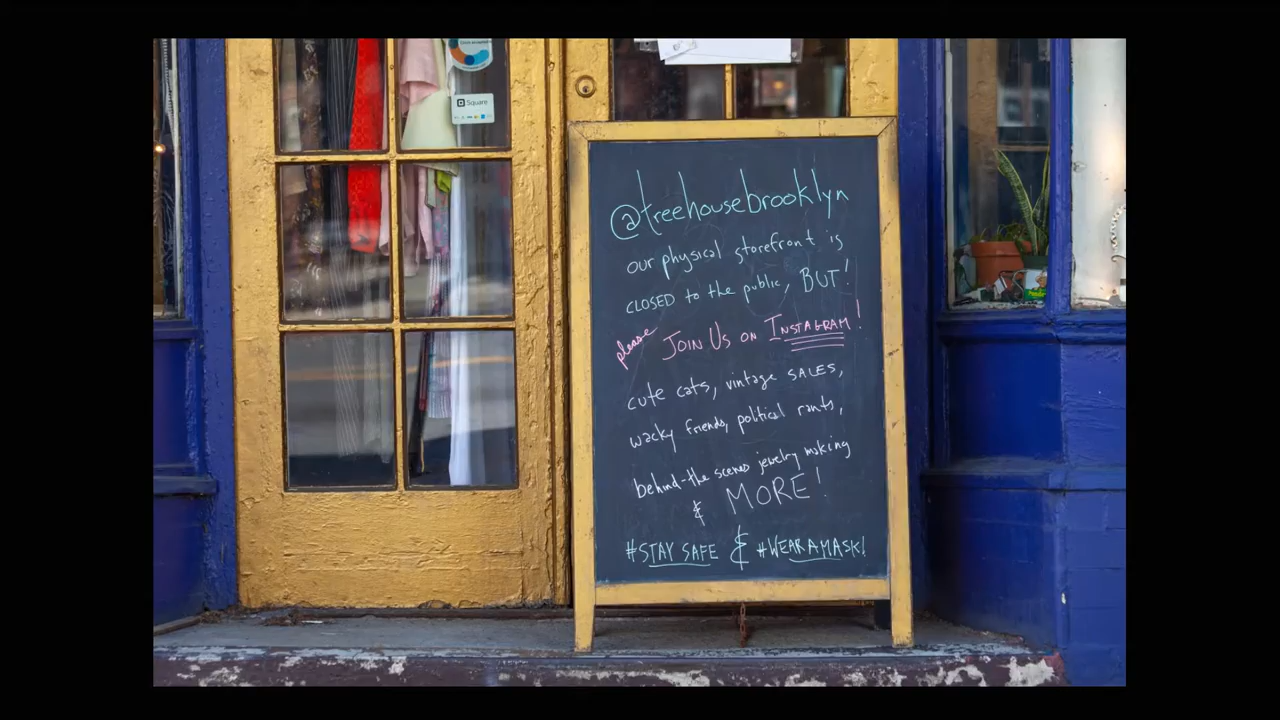 Square
@treehousebrooklyn
our physical storefront is
CLOSED to the public, BUT!
please JOIN US ON INSTAGRAM!
cute cats, vintage SALES,
wacky friends, political rants,
behind-the scenes jewelry making
& MORE!
#STAY SAFE & #WEARAMASK!